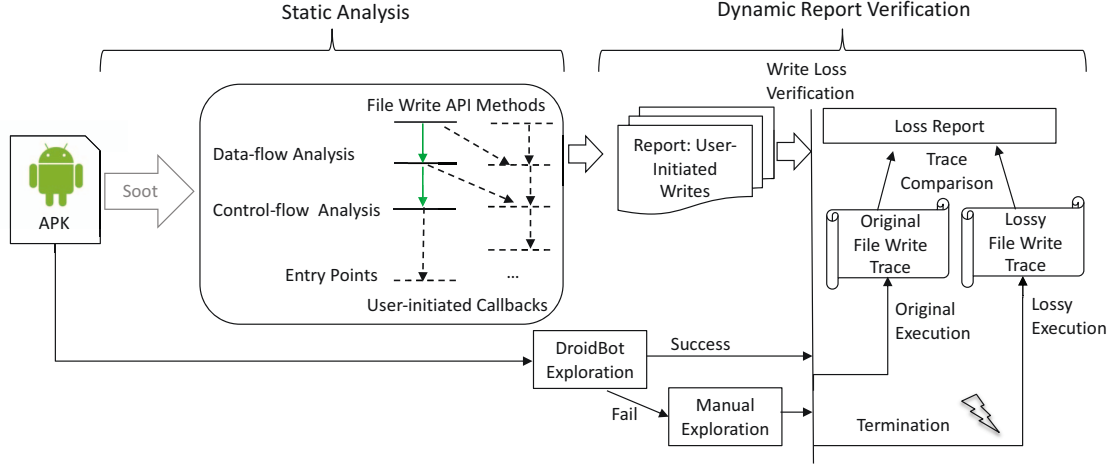 Static Analysis
Dynamic Report Verification
Write Loss
Verification
File Write API Methods
Data-flow Analysis
Control-flow Analysis
Entry Points
...
User-initiated Callbacks
Soot
APK
Report: User-
Initiated
Writes
Loss Report
Trace
Comparison
Original
File Write
Trace
Lossy
File Write
Trace
Original
Execution
Lossy
Execution
DroidBot
Exploration
Success
Fail
Manual
Exploration
Termination